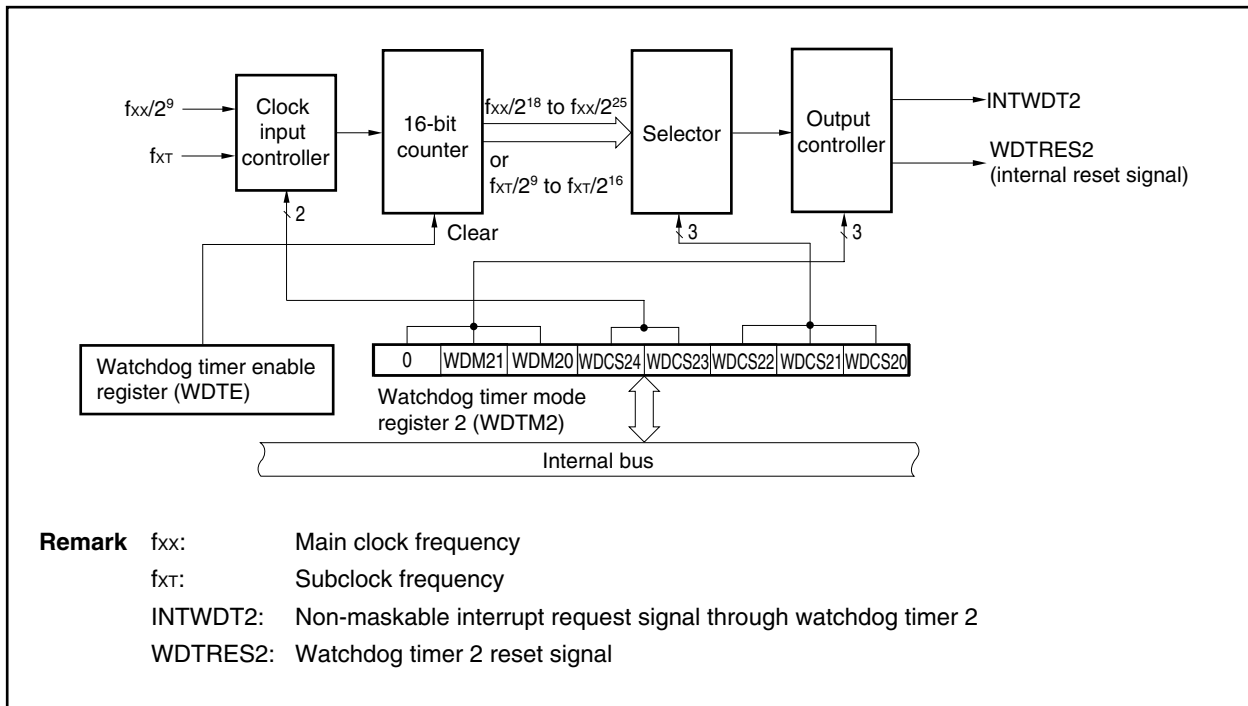 fXX/2⁹
fXT
Clock
input
controller
2
16-bit
counter
Clear
fXX/2¹⁸ to fXX/2²⁵
or
fXT/2⁹ to fXT/2¹⁶
Selector
3
Output
controller
3
INTWDT2
WDTRES2
(internal reset signal)
Watchdog timer enable
register (WDTE)
0 WDM21 WDM20 WDCS24 WDCS23 WDCS22 WDCS21 WDCS20
Watchdog timer mode
register 2 (WDTM2)
Internal bus
Remark fXX: Main clock frequency
fXT: Subclock frequency
INTWDT2: Non-maskable interrupt request signal through watchdog timer 2
WDTRES2: Watchdog timer 2 reset signal